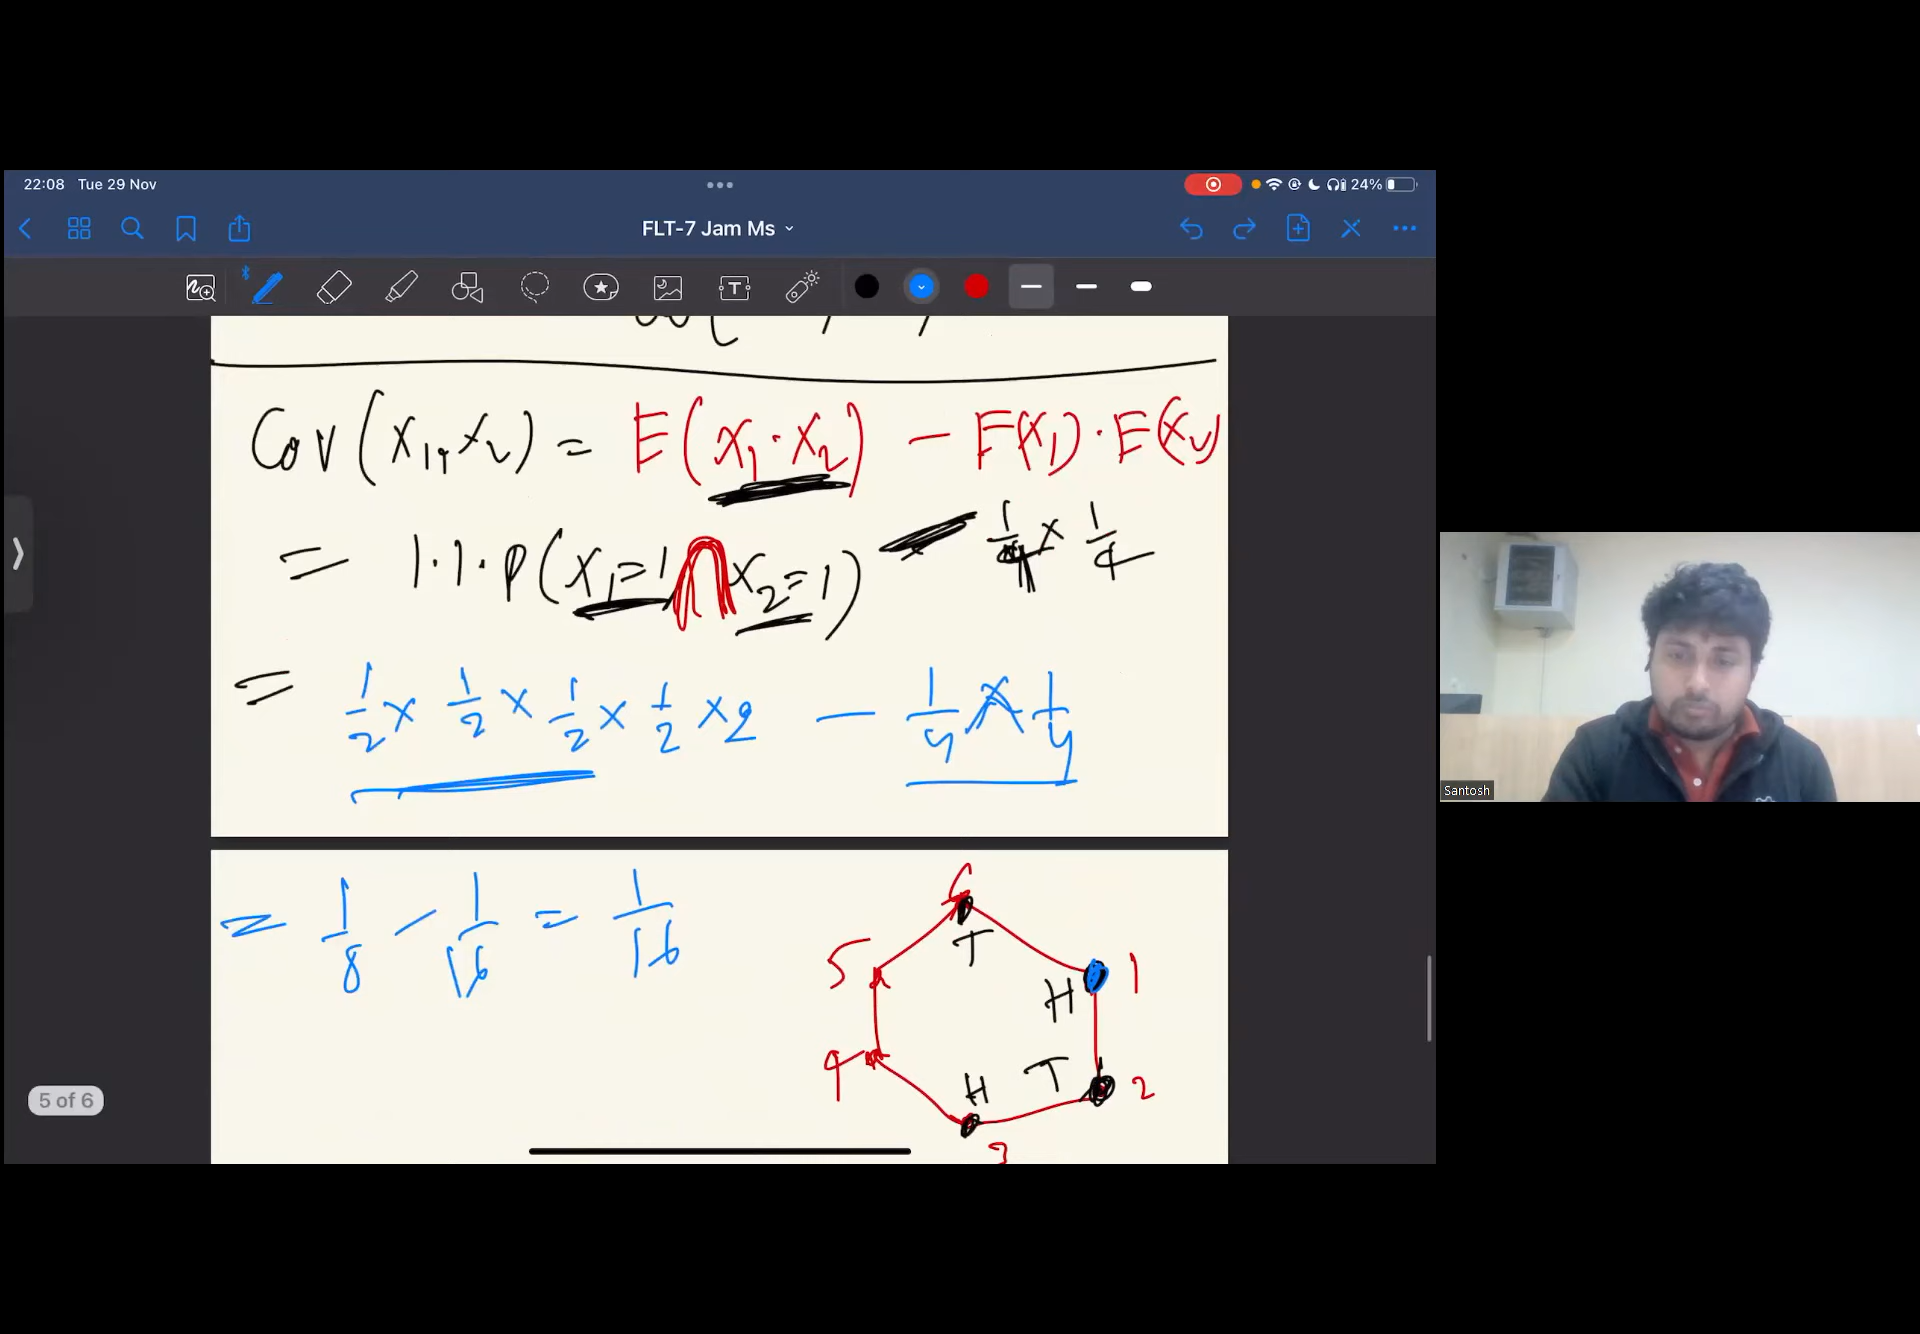 22:08 Tue 29 Nov
24%
FLT-7 Jam Ms
T
Cov(X1, X2) = E(X1·X2) − E(X1)·E(X2)
= 1·1·P(X1=1 ∩ X2=1) − 1/4 × 1/4
= 1/2 × 1/2 × 1/2 × 1/2 × 2 − 1/4 × 1/4
= 1/8 − 1/16 = 1/16
6
T
5
H 1
4
H T 2
3
5 of 6
Santosh